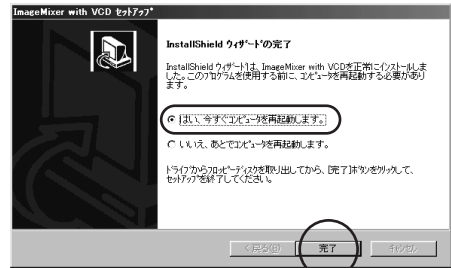 ImageMixer with VCD ｾｯﾄｱｯﾌﾟ
InstallShield ｳｨｻﾞｰﾄﾞの完了
InstallShield ｳｨｻﾞｰﾄﾞは、ImageMixer with VCDを正常にｲﾝｽﾄｰﾙしま
した。このﾌﾟﾛｸﾞﾗﾑを使用する前に、ｺﾝﾋﾟｭｰﾀを再起動する必要があり
ます。
はい、今すぐｺﾝﾋﾟｭｰﾀを再起動します。
いいえ、あとでｺﾝﾋﾟｭｰﾀを再起動します。
ﾄﾞﾗｲﾌﾞからﾌﾛｯﾋﾟｰﾃﾞｨｽｸを取り出してから、[完了]ﾎﾞﾀﾝをｸﾘｯｸして、
ｾｯﾄｱｯﾌﾟを終了してください。
< 戻る(B)
完了
ｷｬﾝｾﾙ